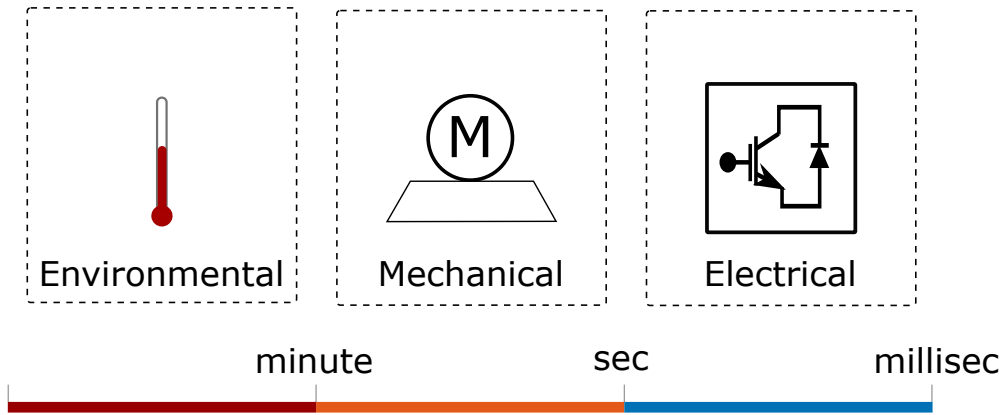 M
Environmental
Mechanical
Electrical
minute
sec
millisec